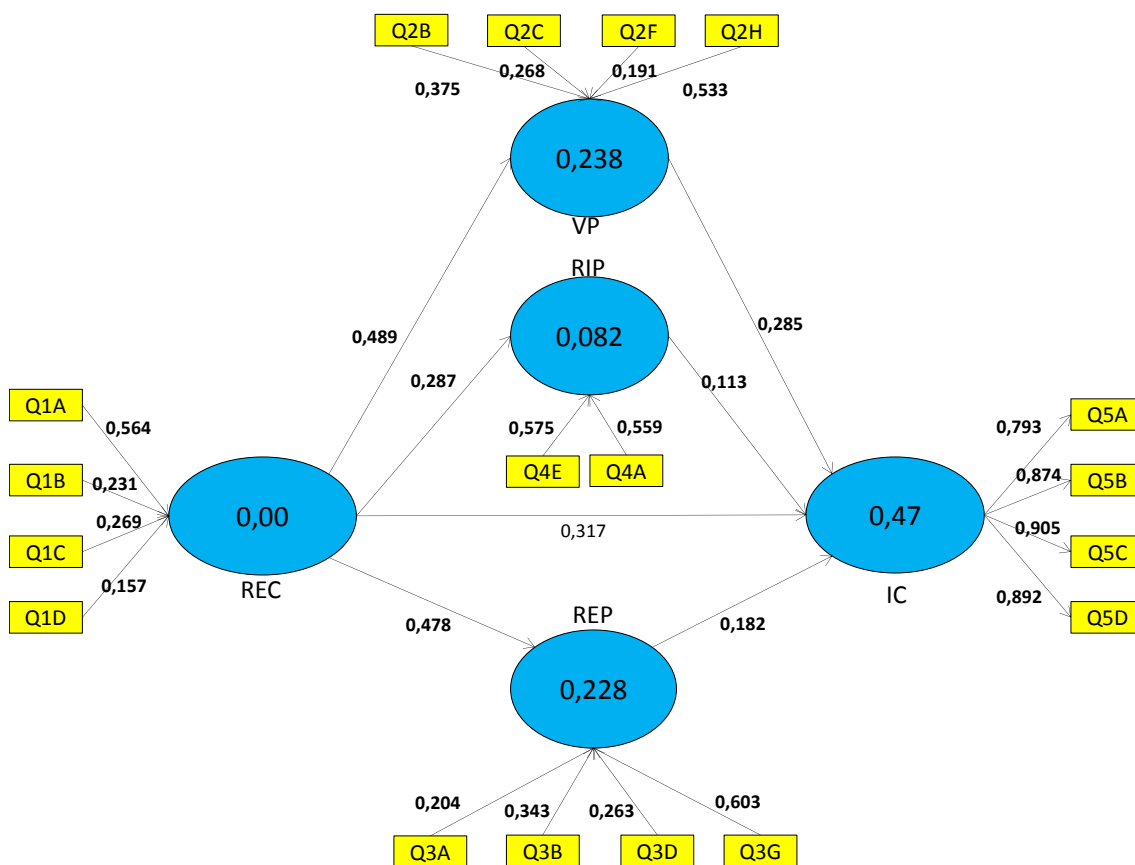 Q2B Q2C Q2F Q2H
0,268 0,191
0,375 0,533
0,238
VP
RIP
0,082
0,489 0,285
0,287 0,113
Q1A Q5A
0,564 0,575 0,559 0,793
Q4E Q4A
Q1B Q5B
0,231 0,874
0,269 0,00 0,317 0,47 0,905
Q1C Q5C
0,157 REC IC 0,892
Q1D REP Q5D
0,478 0,182
0,228
0,204 0,343 0,263 0,603
Q3A Q3B Q3D Q3G